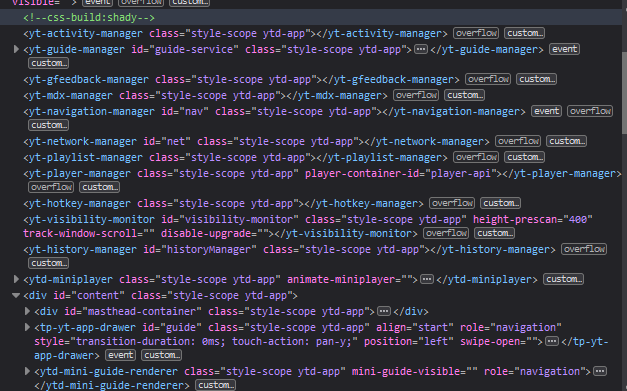 visible=""> event overflow custom…
<!--css-build:shady-->
<yt-activity-manager class="style-scope ytd-app"></yt-activity-manager> overflow custom…
<yt-guide-manager id="guide-service" class="style-scope ytd-app">…</yt-guide-manager> event
custom…
<yt-gfeedback-manager class="style-scope ytd-app"></yt-gfeedback-manager> overflow custom…
<yt-mdx-manager class="style-scope ytd-app"></yt-mdx-manager> overflow custom…
<yt-navigation-manager id="nav" class="style-scope ytd-app"></yt-navigation-manager> event overflow
custom…
<yt-network-manager id="net" class="style-scope ytd-app"></yt-network-manager> overflow custom…
<yt-playlist-manager class="style-scope ytd-app"></yt-playlist-manager> overflow custom…
<yt-player-manager class="style-scope ytd-app" player-container-id="player-api"></yt-player-manager>
overflow custom…
<yt-hotkey-manager class="style-scope ytd-app"></yt-hotkey-manager> overflow custom…
<yt-visibility-monitor id="visibility-monitor" class="style-scope ytd-app" height-prescan="400"
track-window-scroll="" disable-upgrade=""></yt-visibility-monitor> overflow custom…
<yt-history-manager id="historyManager" class="style-scope ytd-app"></yt-history-manager> overflow
custom…
<ytd-miniplayer class="style-scope ytd-app" animate-miniplayer="">…</ytd-miniplayer> custom…
<div id="content" class="style-scope ytd-app">
<div id="masthead-container" class="style-scope ytd-app">…</div>
<tp-yt-app-drawer id="guide" class="style-scope ytd-app" align="start" role="navigation"
style="transition-duration: 0ms; touch-action: pan-y;" position="left" swipe-open="">…</tp-yt-
app-drawer> event custom…
<ytd-mini-guide-renderer class="style-scope ytd-app" mini-guide-visible="" role="navigation">…
</ytd-mini-guide-renderer> custom…